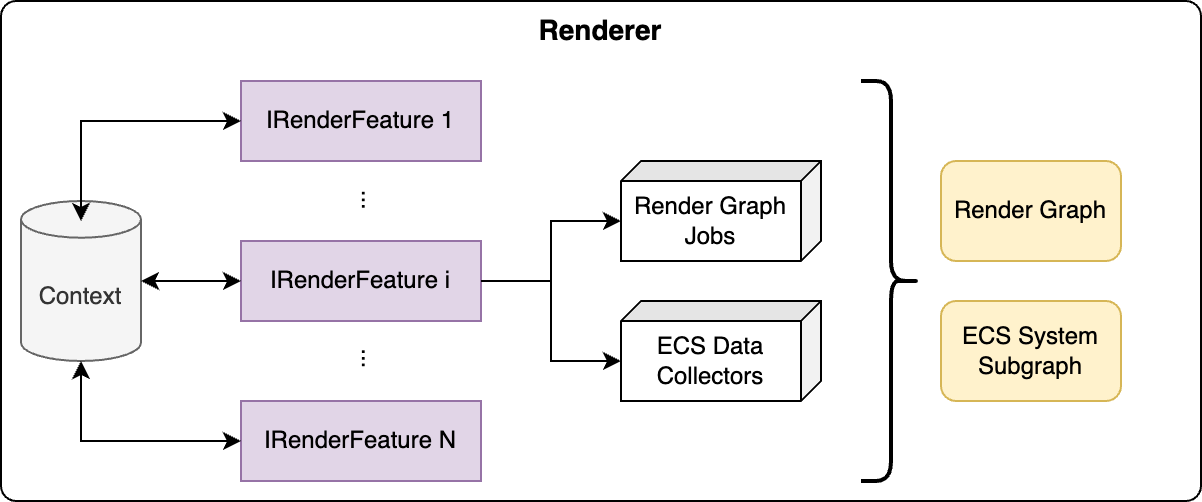 Renderer
IRenderFeature 1
⋮
IRenderFeature i
⋮
IRenderFeature N
Context
Render Graph
Jobs
ECS Data
Collectors
Render Graph
ECS System
Subgraph